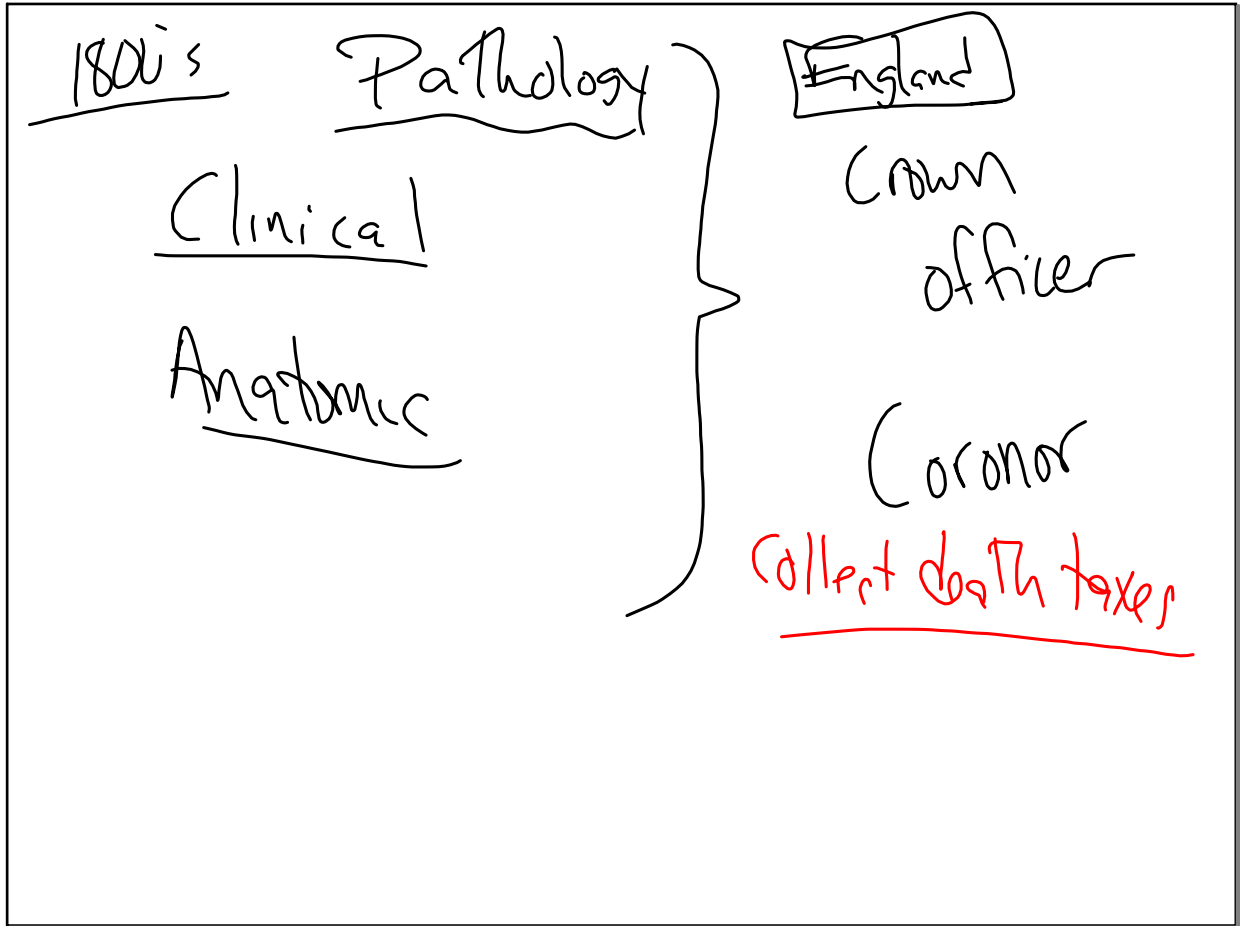 1800's Pathology
Clinical
Anatomic
England
Crown
officer
Coronor
Collect death taxes